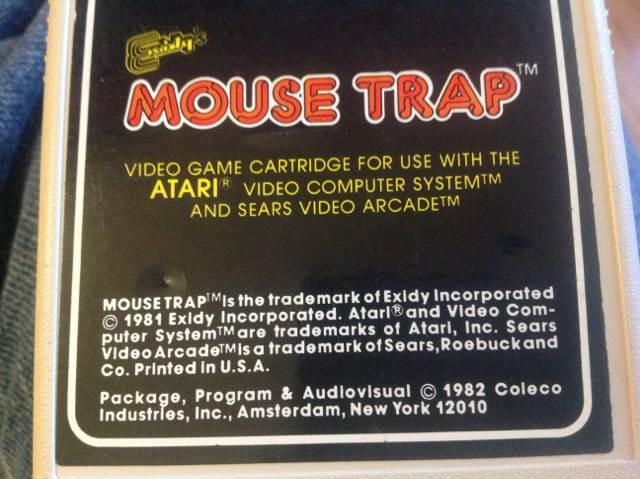 Exidy's
MOUSE TRAP™
VIDEO GAME CARTRIDGE FOR USE WITH THE
ATARI® VIDEO COMPUTER SYSTEM™
AND SEARS VIDEO ARCADE™
MOUSE TRAP™ is the trademark of Exidy Incorporated
© 1981 Exidy Incorporated. Atari® and Video Com-
puter System™ are trademarks of Atari, Inc. Sears
Video Arcade™ is a trademark of Sears, Roebuck and
Co. Printed in U.S.A.
Package, Program & Audiovisual © 1982 Coleco
Industries, Inc., Amsterdam, New York 12010